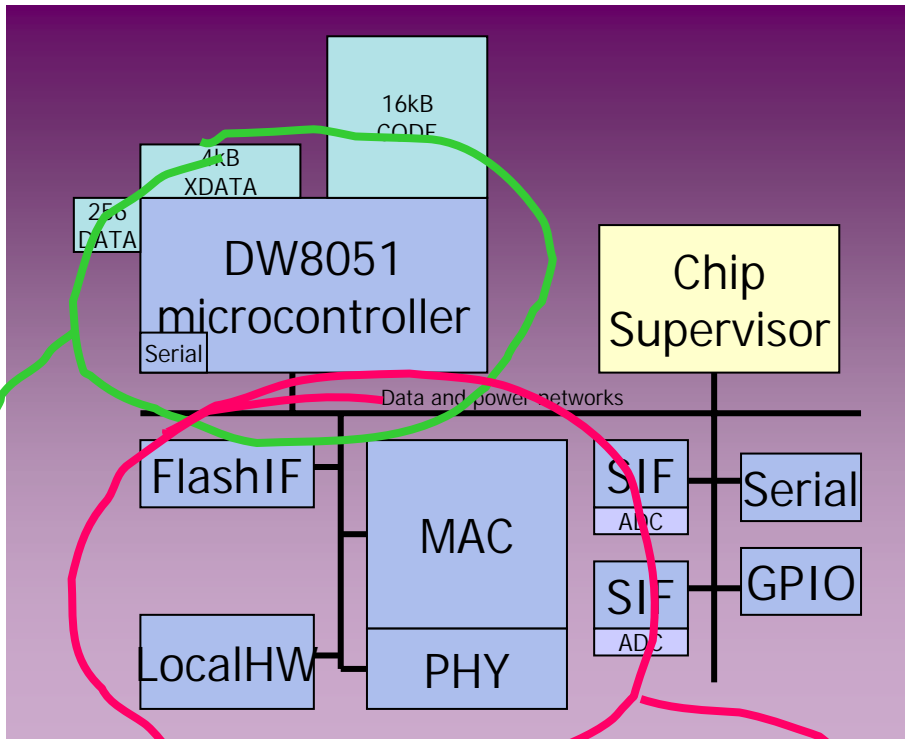 16kB
CODE
4kB
XDATA
256
DATA
DW8051
microcontroller
Serial
Chip
Supervisor
Data and power networks
FlashIF
MAC
SIF
ADC
Serial
SIF
ADC
GPIO
LocalHW
PHY